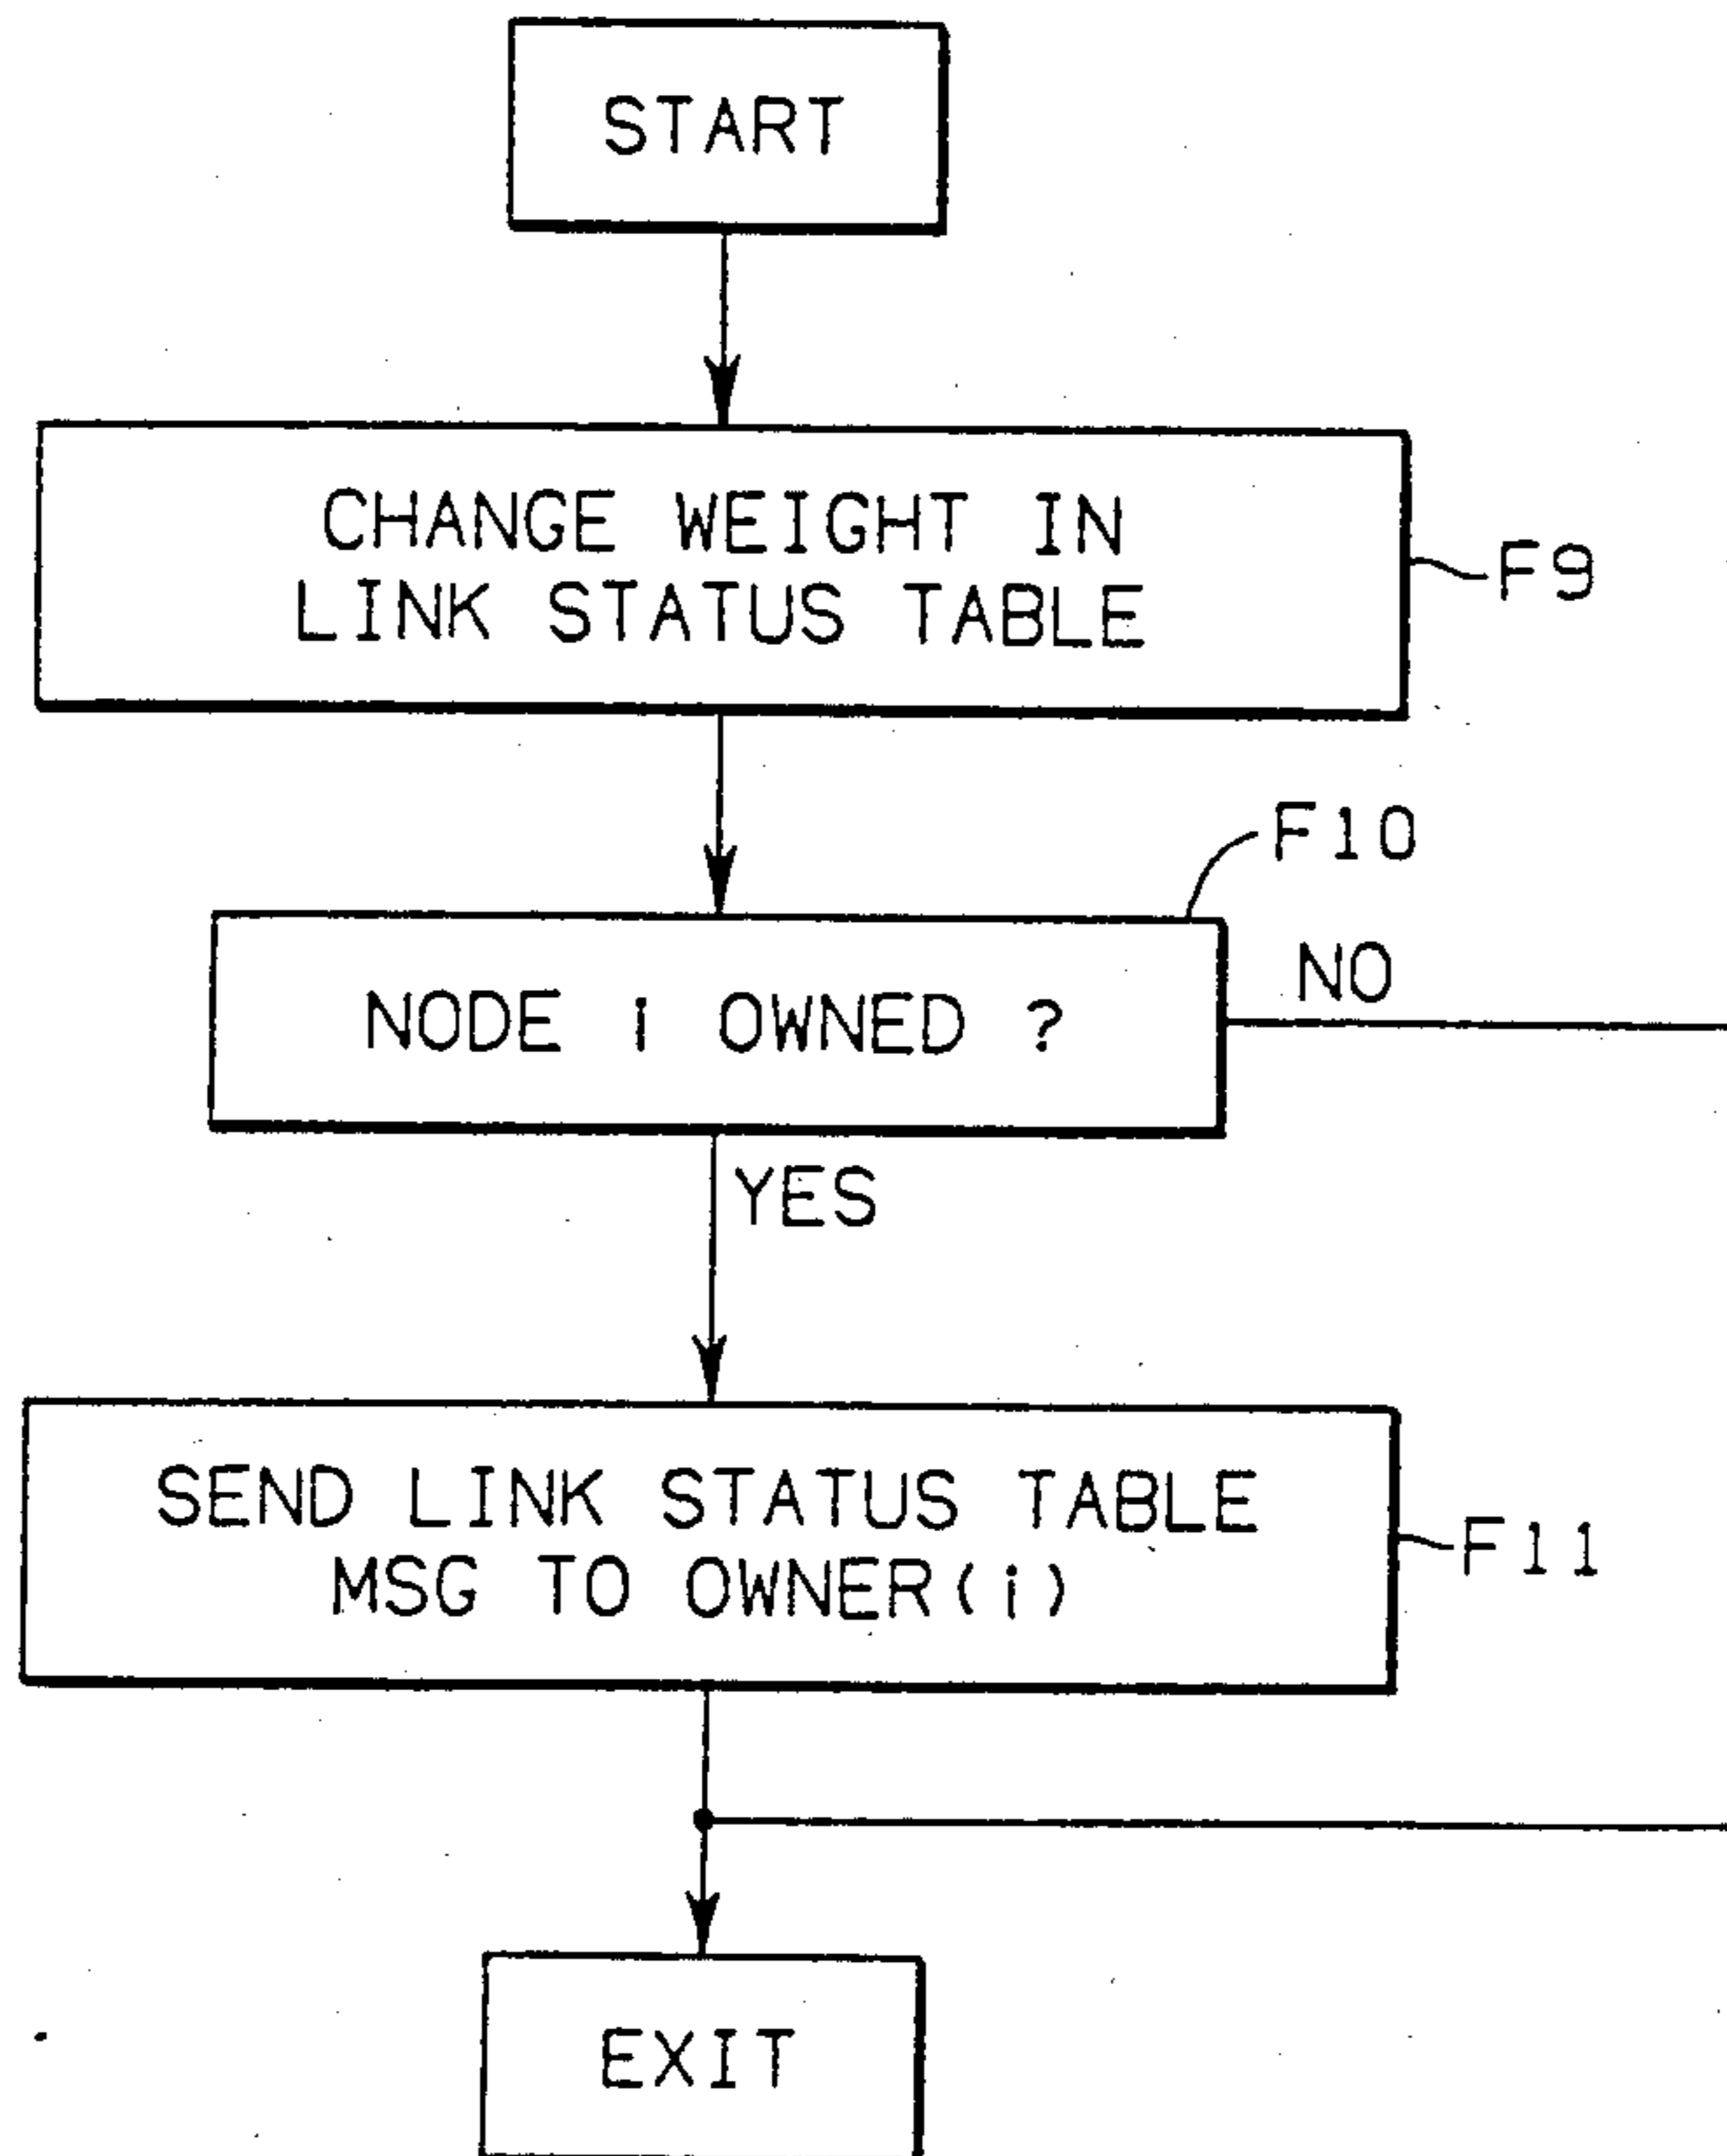 START
CHANGE WEIGHT IN
LINK STATUS TABLE
F9
F10
NODE i OWNED ?
NO
YES
SEND LINK STATUS TABLE
MSG TO OWNER(i)
F11
EXIT